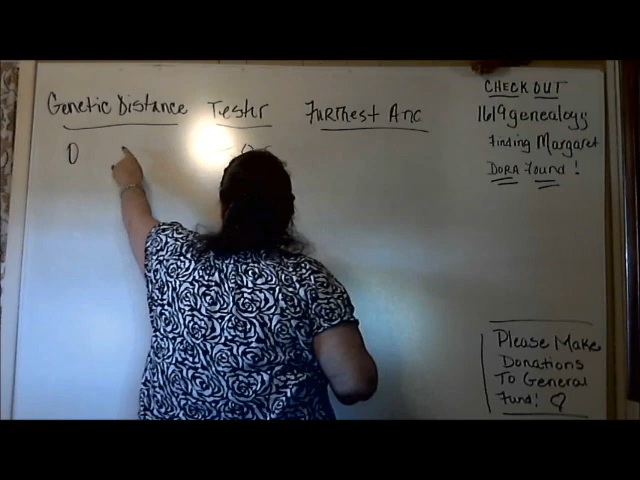 Genetic Distance Testr Furthest Anc
0
CHECK OUT
1619genealogy
Finding Margaret
DORA Found!
Please Make
Donations
To General
Fund!